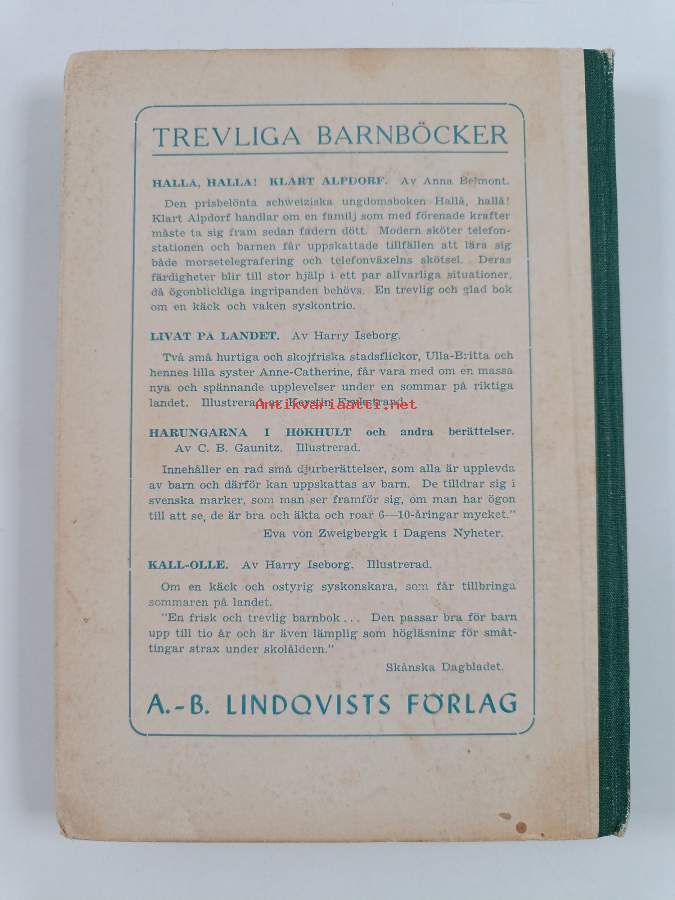 TREVLIGA BARNBÖCKER
HALLÅ, HALLÅ! KLART ALPDORF. Av Anna Belmont.
Den prisbelönta schweiziska ungdomsboken Hallå, hallå!
Klart Alpdorf handlar om en familj som med förenade krafter
måste ta sig fram sedan fadern dött. Modern sköter telefon-
stationen och barnen får uppskattade tillfällen att lära sig
både morsetelegrafering och telefonväxelns skötsel. Deras
färdigheter blir till stor hjälp i ett par allvarliga situationer,
då ögonblickliga ingripanden behövs. En trevlig och glad bok
om en käck och vaken syskontrio.
LIVAT PÅ LANDET. Av Harry Iseborg.
Två små hurtiga och skojfriska stadsflickor, Ulla-Britta och
hennes lilla syster Anne-Catherine, får vara med om en massa
nya och spännande upplevelser under en sommar på riktiga
landet. Illustrerad av Kerstin Frykstrand.
Antikvariaatti.net
HARUNGARNA I HÖKHULT och andra berättelser.
Av C. B. Gaunitz. Illustrerad.
Innehåller en rad små djurberättelser, som alla är upplevda
av barn och därför kan uppskattas av barn. De tilldrar sig i
svenska marker, som man ser framför sig, om man har ögon
till att se, de är bra och äkta och roar 6—10-åringar mycket."
Eva von Zweigbergk i Dagens Nyheter.
KALL-OLLE. Av Harry Iseborg. Illustrerad.
Om en käck och ostyrig syskonskara, som får tillbringa
sommaren på landet.
"En frisk och trevlig barnbok... Den passar bra för barn
upp till tio år och är även lämplig som högläsning för småt-
tingar strax under skolåldern."
Skånska Dagbladet.
A.-B. LINDQVISTS FÖRLAG